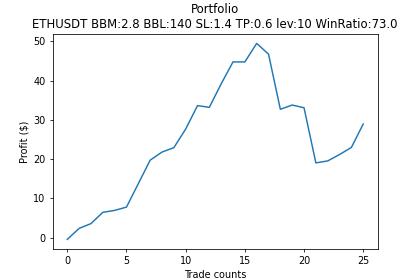 Portfolio
ETHUSDT BBM:2.8 BBL:140 SL:1.4 TP:0.6 lev:10 WinRatio:73.0
50
40
30
20
10
0
Profit ($)
0 5 10 15 20 25
Trade counts